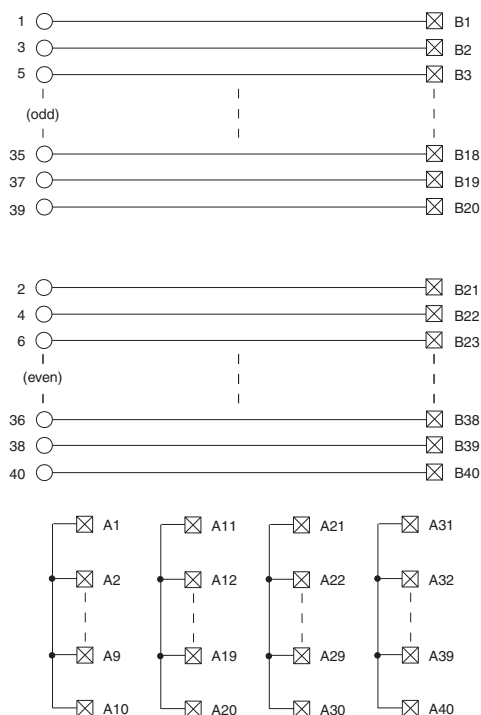 1 B1
3 B2
5 B3
(odd)
35 B18
37 B19
39 B20
2 B21
4 B22
6 B23
(even)
36 B38
38 B39
40 B40
A1 A11 A21 A31
A2 A12 A22 A32
A9 A19 A29 A39
A10 A20 A30 A40